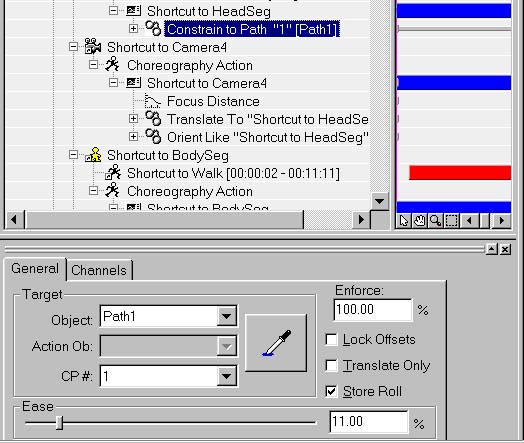 Shortcut to HeadSeg
Constrain to Path "1" [Path1]
Shortcut to Camera4
Choreography Action
Shortcut to Camera4
Focus Distance
Translate To "Shortcut to HeadSe
Orient Like "Shortcut to HeadSeg"
Shortcut to BodySeg
Shortcut to Walk [00:00:02 - 00:11:11]
Choreography Action
Shortcut to BodySeg
General Channels
Target
Enforce:
Object: Path1
100.00 %
Action Ob:
Lock Offsets
Translate Only
CP #: 1
Store Roll
Ease
11.00 %